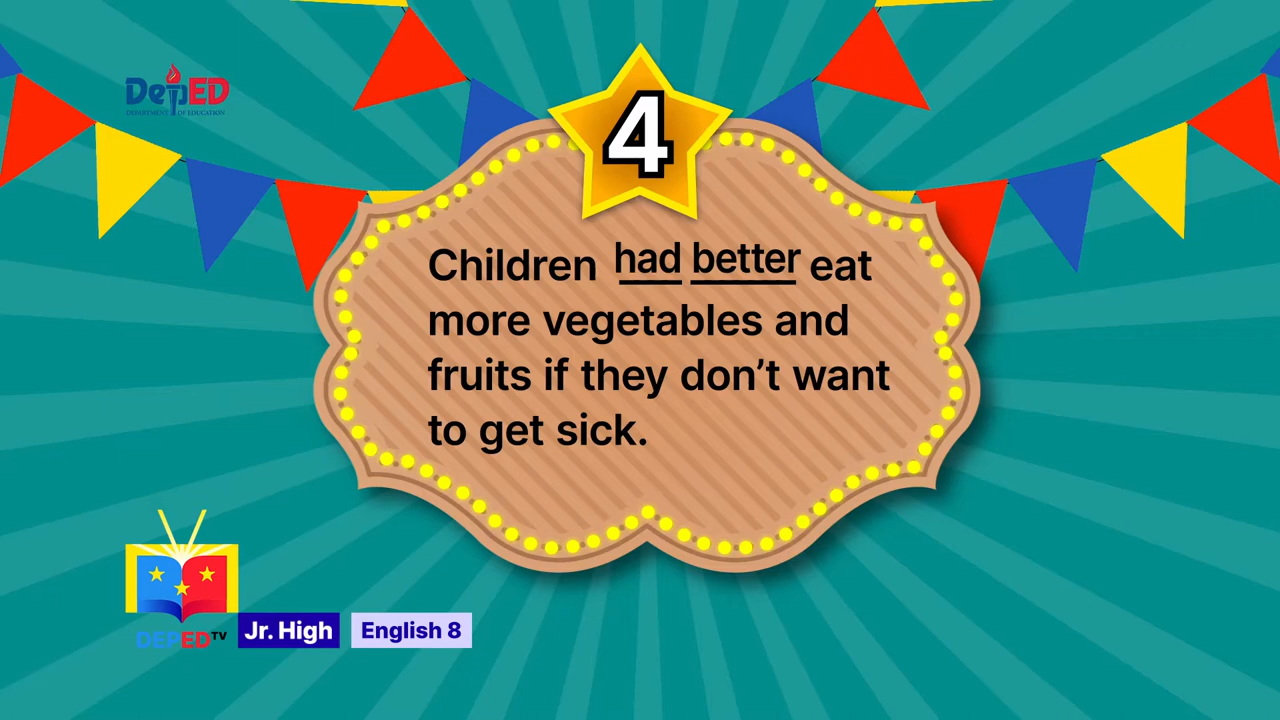 DepED
DEPARTMENT OF EDUCATION
4
Children had better eat
more vegetables and
fruits if they don't want
to get sick.
DEPED TV
Jr. High
English 8